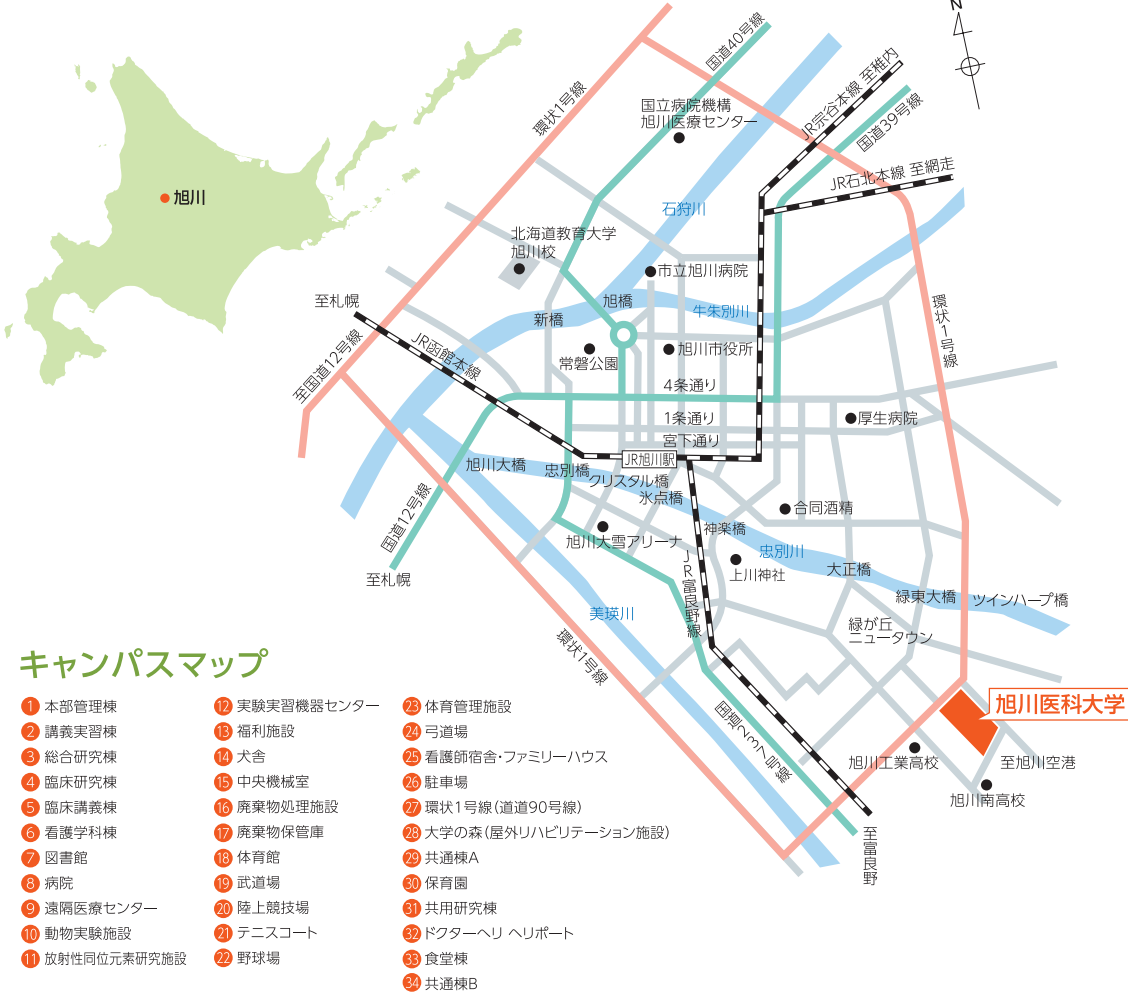 N
国道40号線
環状1号線
国立病院機構
旭川医療センター
JR宗谷本線 至稚内
国道39号線
JR石北本線 至網走
旭川
石狩川
北海道教育大学
旭川校
市立旭川病院
至札幌
旭橋
新橋
牛朱別川
環状1号線
至国道12号線
JR函館本線
常磐公園
旭川市役所
4条通り
1条通り
厚生病院
宮下通り
JR旭川駅
旭川大橋
忠別橋
クリスタル橋
氷点橋
国道12号線
合同酒精
旭川大雪アリーナ
神楽橋
忠別川
至札幌
上川神社
大正橋
JR富良野線
緑東大橋
ツインハープ橋
美瑛川
緑が丘
ニュータウン
環状1号線
国道237号線
旭川医科大学
旭川工業高校
至旭川空港
旭川南高校
至富良野
キャンパスマップ
1 本部管理棟
2 講義実習棟
3 総合研究棟
4 臨床研究棟
5 臨床講義棟
6 看護学科棟
7 図書館
8 病院
9 遠隔医療センター
10 動物実験施設
11 放射性同位元素研究施設
12 実験実習機器センター
13 福利施設
14 犬舎
15 中央機械室
16 廃棄物処理施設
17 廃棄物保管庫
18 体育館
19 武道場
20 陸上競技場
21 テニスコート
22 野球場
23 体育管理施設
24 弓道場
25 看護師宿舎・ファミリーハウス
26 駐車場
27 環状1号線（道道90号線）
28 大学の森（屋外リハビリテーション施設）
29 共通棟A
30 保育園
31 共用研究棟
32 ドクターヘリ ヘリポート
33 食堂棟
34 共通棟B